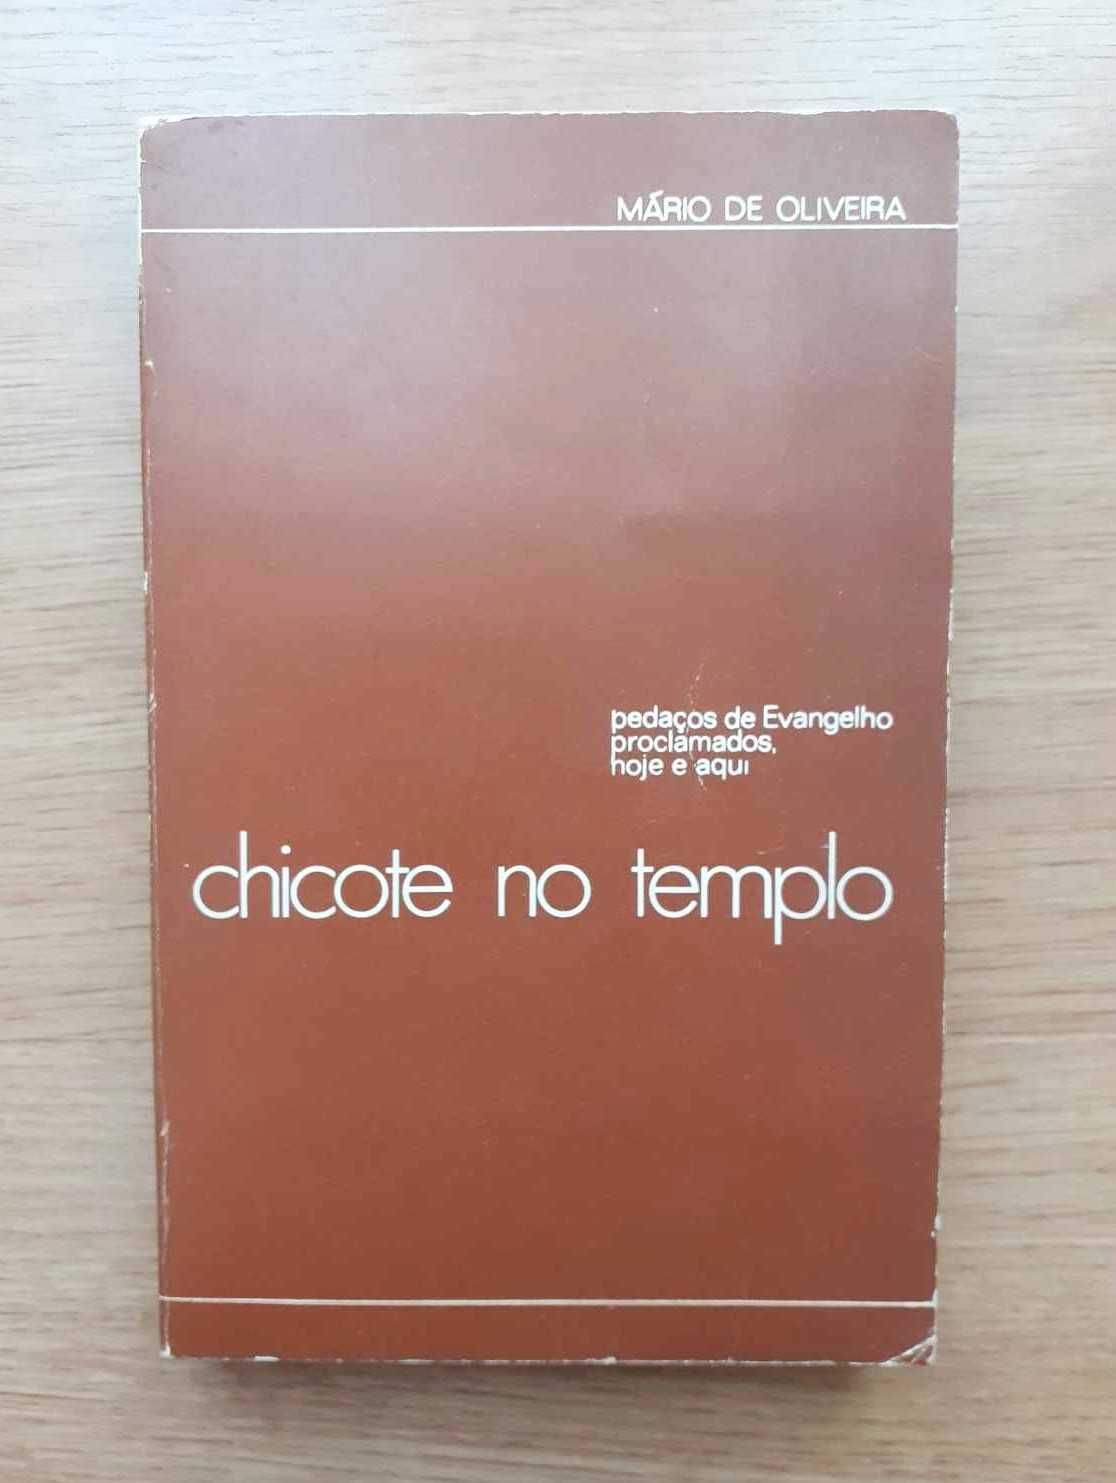 MÁRIO DE OLIVEIRA
pedaços de Evangelho
proclamados,
hoje e aqui
chicote no templo